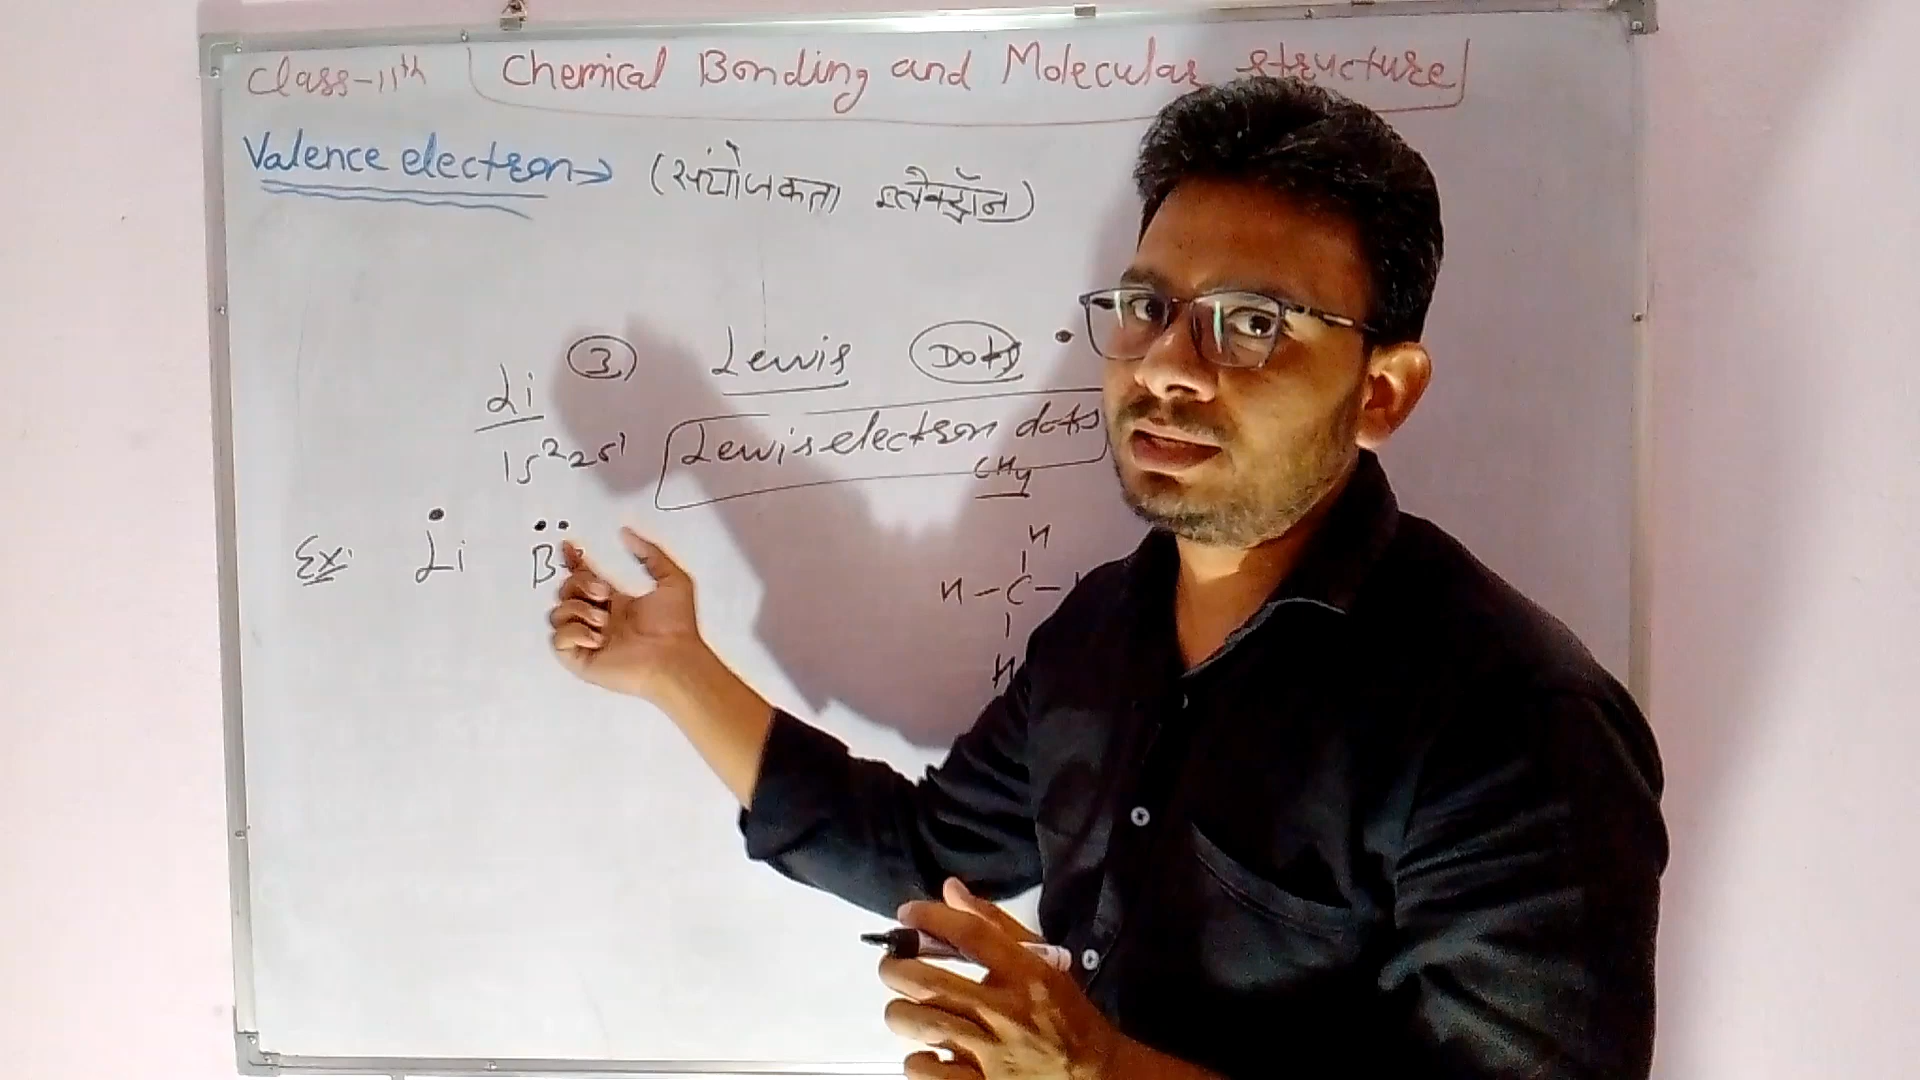 Class-11th Chemical Bonding and Molecular structure
Valence electron→ (संयोजकता इलेक्ट्रॉन)
Li ③ Lewis Dots •
1s²2s¹ Lewis electron dots
CH4
Ex: Li Be
H
H-C-
H